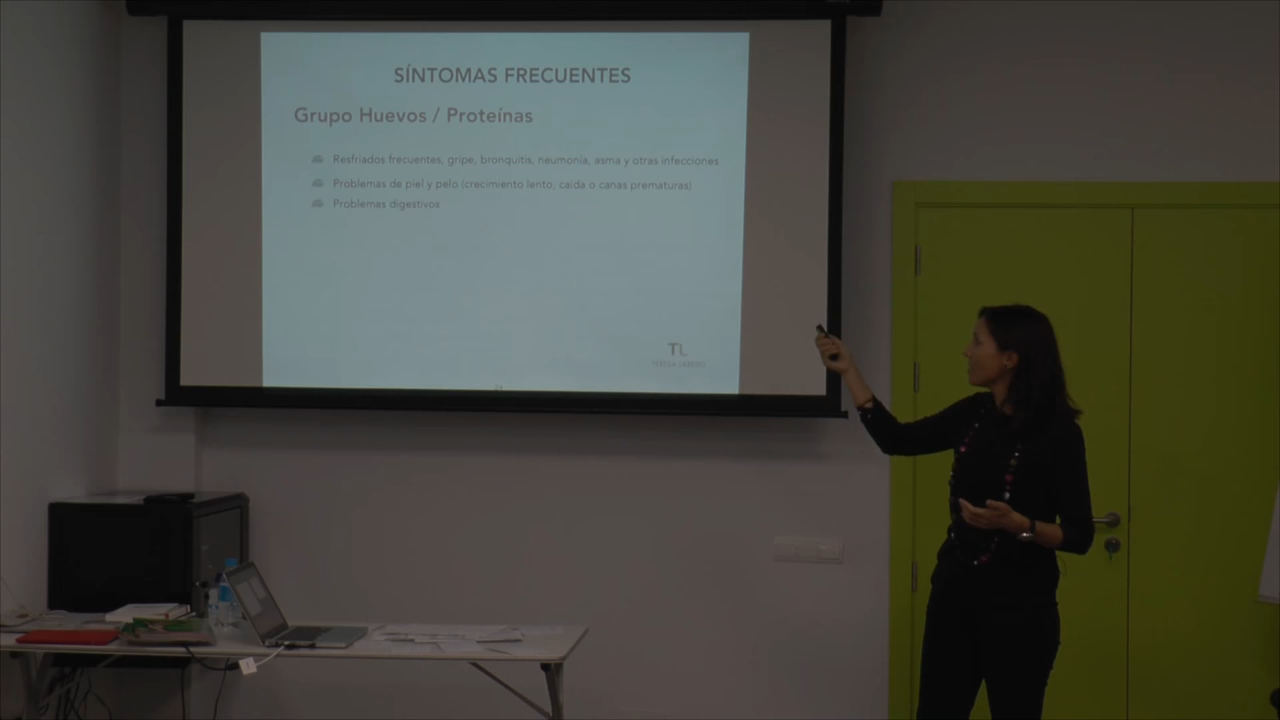 SÍNTOMAS FRECUENTES
Grupo Huevos / Proteínas
Resfriados frecuentes, gripe, bronquitis, neumonía, asma y otras infecciones
Problemas de piel y pelo (crecimiento lento, caída o canas prematuras)
Problemas digestivos
TL